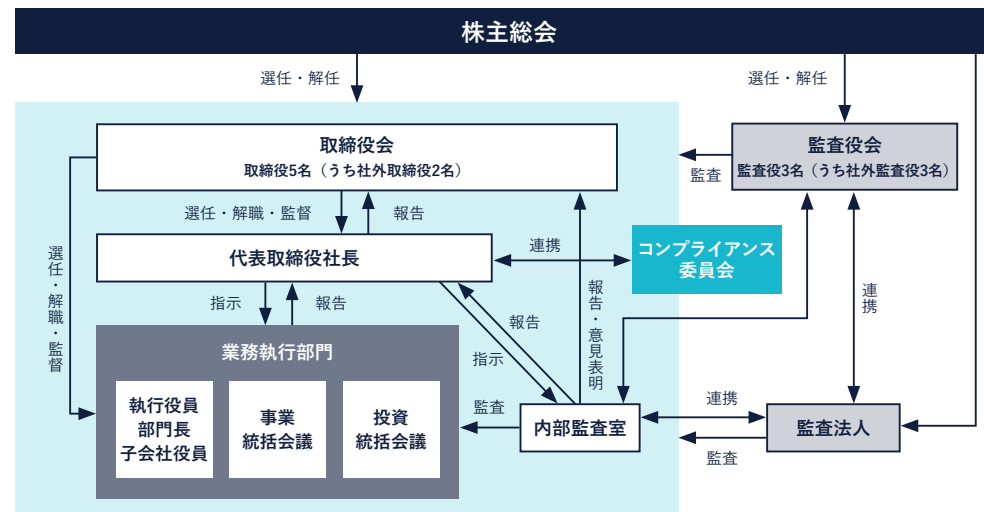 株主総会
選任・解任
選任・解任
取締役会
取締役5名（うち社外取締役2名）
監査役会
監査役3名（うち社外監査役3名）
監査
選任・解職・監督
報告
代表取締役社長
連携
コンプライアンス
委員会
選任・解職・監督
指示
報告
報告
指示
報告・意見表明
連携
業務執行部門
執行役員
部門長
子会社役員
事業
統括会議
投資
統括会議
監査
内部監査室
連携
監査
監査法人